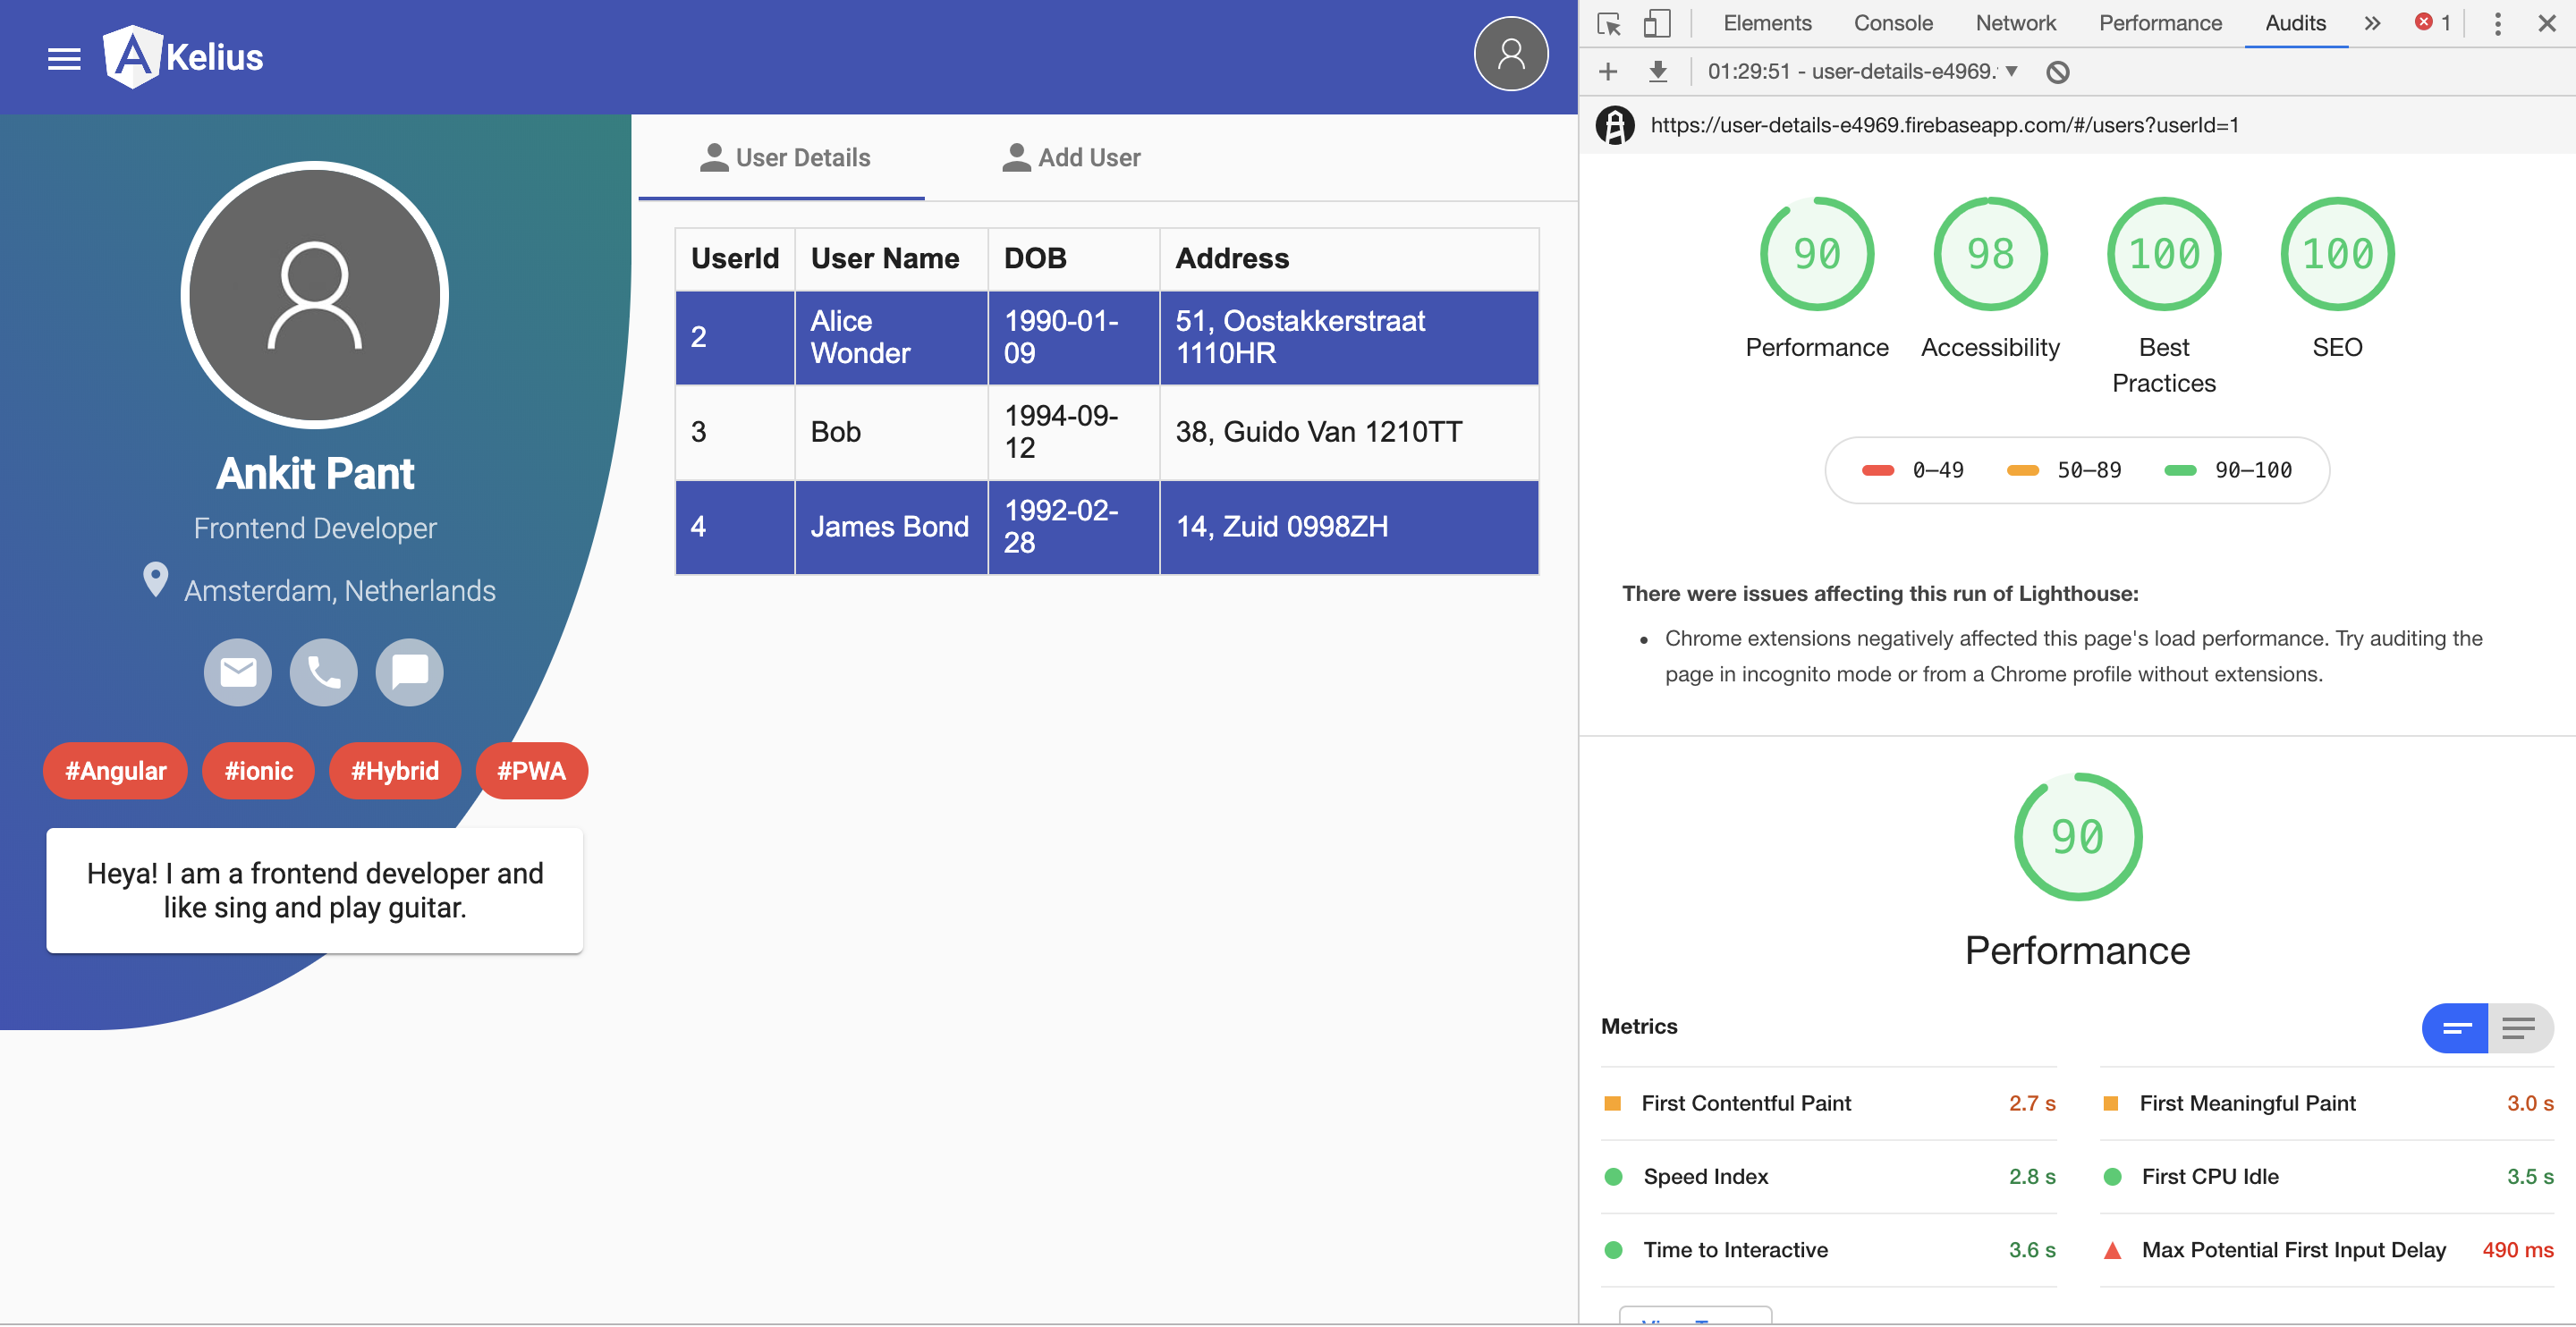 A Kelius
Ankit Pant
Frontend Developer
Amsterdam, Netherlands
#Angular #ionic #Hybrid #PWA
Heya! I am a frontend developer and
like sing and play guitar.
User Details Add User
UserId User Name DOB Address
2 Alice Wonder 1990-01-09 51, Oostakkerstraat 1110HR
3 Bob 1994-09-12 38, Guido Van 1210TT
4 James Bond 1992-02-28 14, Zuid 0998ZH
Elements Console Network Performance Audits » 1
01:29:51 - user-details-e4969.
https://user-details-e4969.firebaseapp.com/#/users?userId=1
90 98 100 100
Performance Accessibility Best Practices SEO
0–49 50–89 90–100
There were issues affecting this run of Lighthouse:
• Chrome extensions negatively affected this page's load performance. Try auditing the
page in incognito mode or from a Chrome profile without extensions.
90
Performance
Metrics
First Contentful Paint 2.7 s
First Meaningful Paint 3.0 s
Speed Index 2.8 s
First CPU Idle 3.5 s
Time to Interactive 3.6 s
Max Potential First Input Delay 490 ms